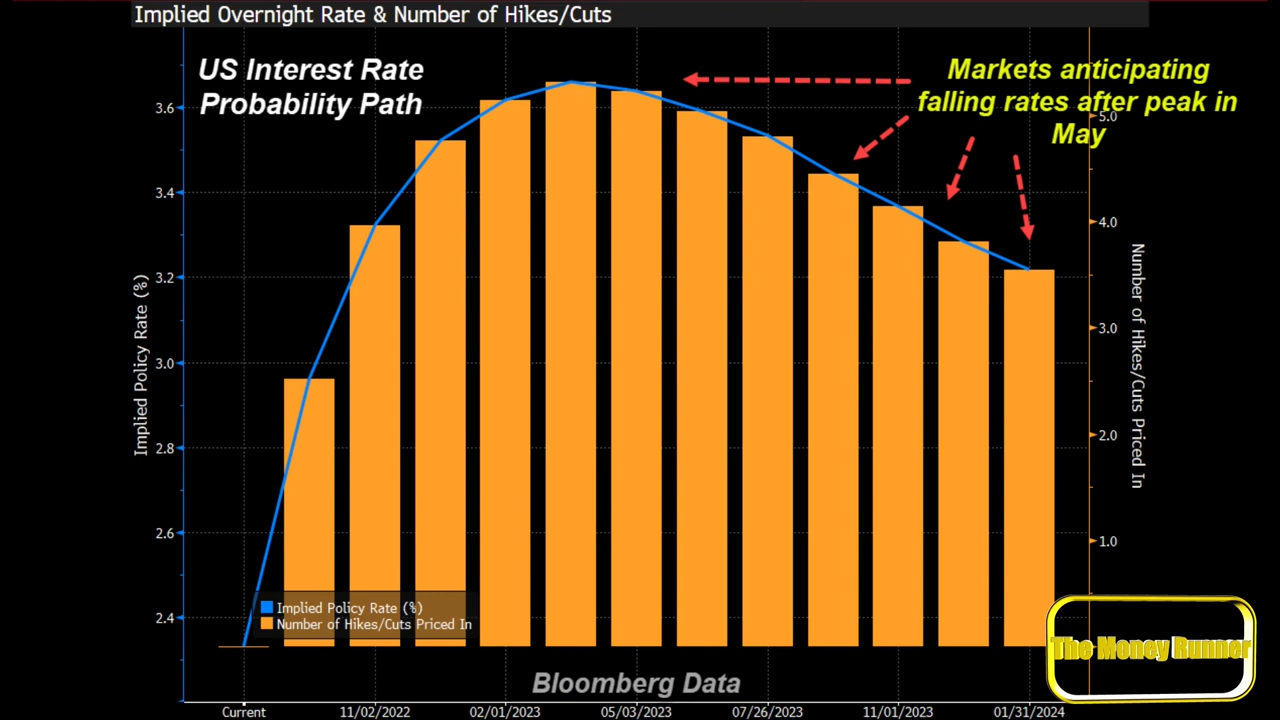 Implied Overnight Rate & Number of Hikes/Cuts
US Interest Rate
Probability Path
Markets anticipating
falling rates after peak in
May
3.6
3.4
3.2
3.0
2.8
2.6
2.4
Implied Policy Rate (%)
5.0
4.0
3.0
2.0
1.0
Number of Hikes/Cuts Priced In
Implied Policy Rate (%)
Number of Hikes/Cuts Priced In
The Money Runner
Bloomberg Data
Current
11/02/2022
02/01/2023
05/03/2023
07/26/2023
11/01/2023
01/31/2024